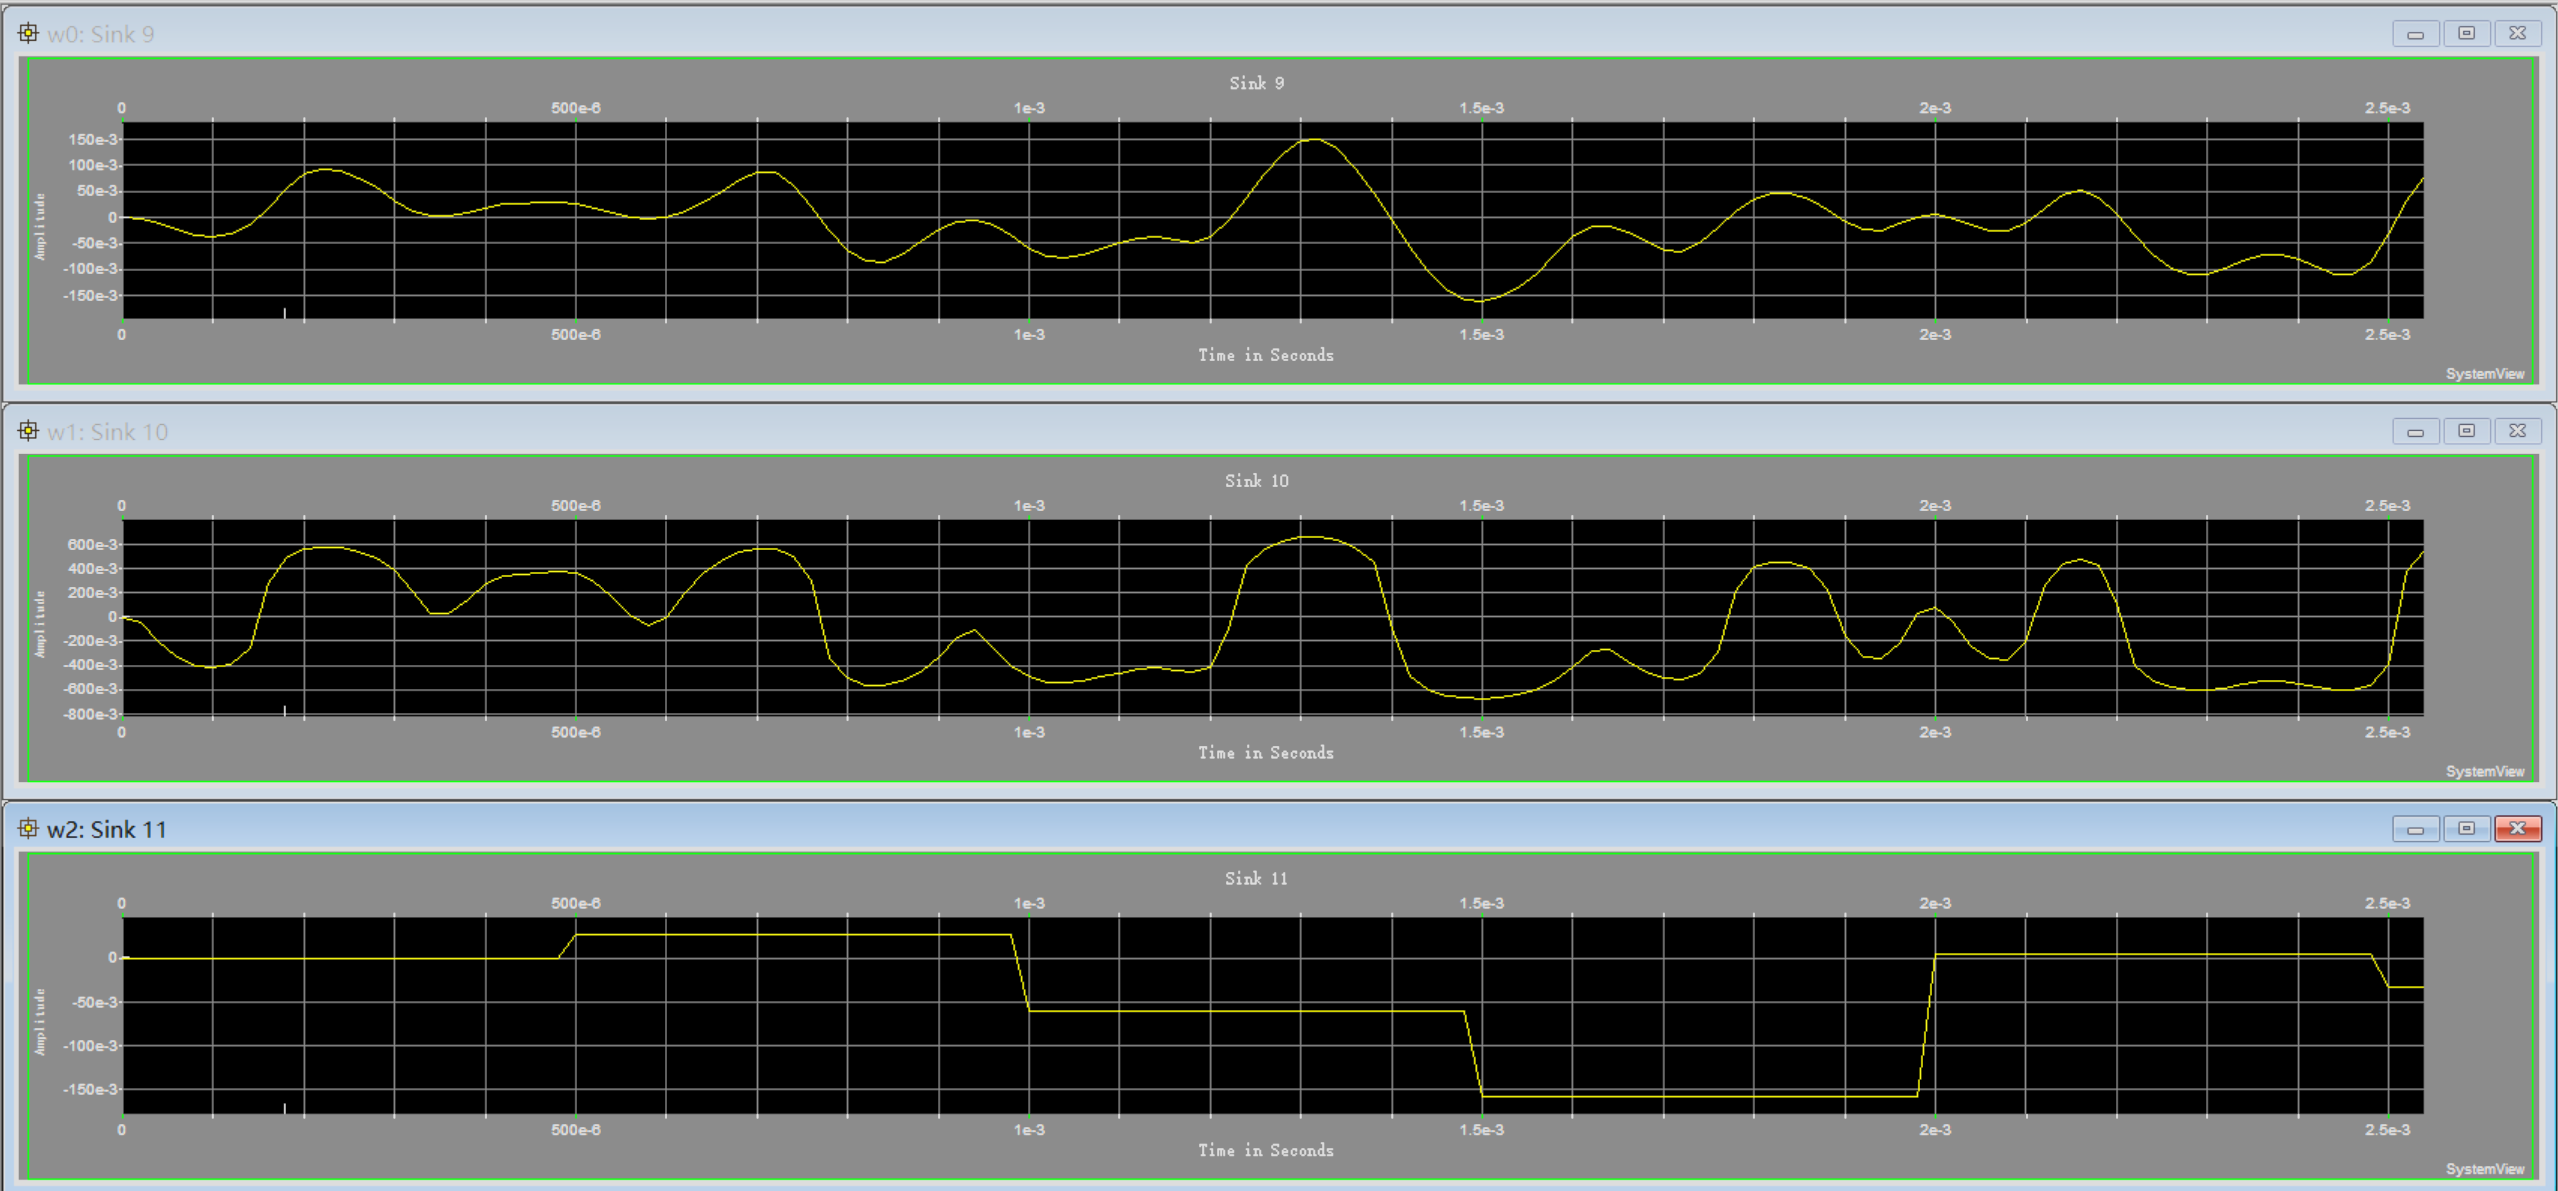 w0: Sink 9
Sink 9
0 500e-6 1e-3 1.5e-3 2e-3 2.5e-3
150e-3
100e-3
50e-3
0
-50e-3
-100e-3
-150e-3
Amplitude
0 500e-6 1e-3 1.5e-3 2e-3 2.5e-3
Time in Seconds
SystemView
w1: Sink 10
Sink 10
0 500e-6 1e-3 1.5e-3 2e-3 2.5e-3
600e-3
400e-3
200e-3
0
-200e-3
-400e-3
-600e-3
-800e-3
Amplitude
0 500e-6 1e-3 1.5e-3 2e-3 2.5e-3
Time in Seconds
SystemView
w2: Sink 11
Sink 11
0 500e-6 1e-3 1.5e-3 2e-3 2.5e-3
0
-50e-3
-100e-3
-150e-3
Amplitude
0 500e-6 1e-3 1.5e-3 2e-3 2.5e-3
Time in Seconds
SystemView